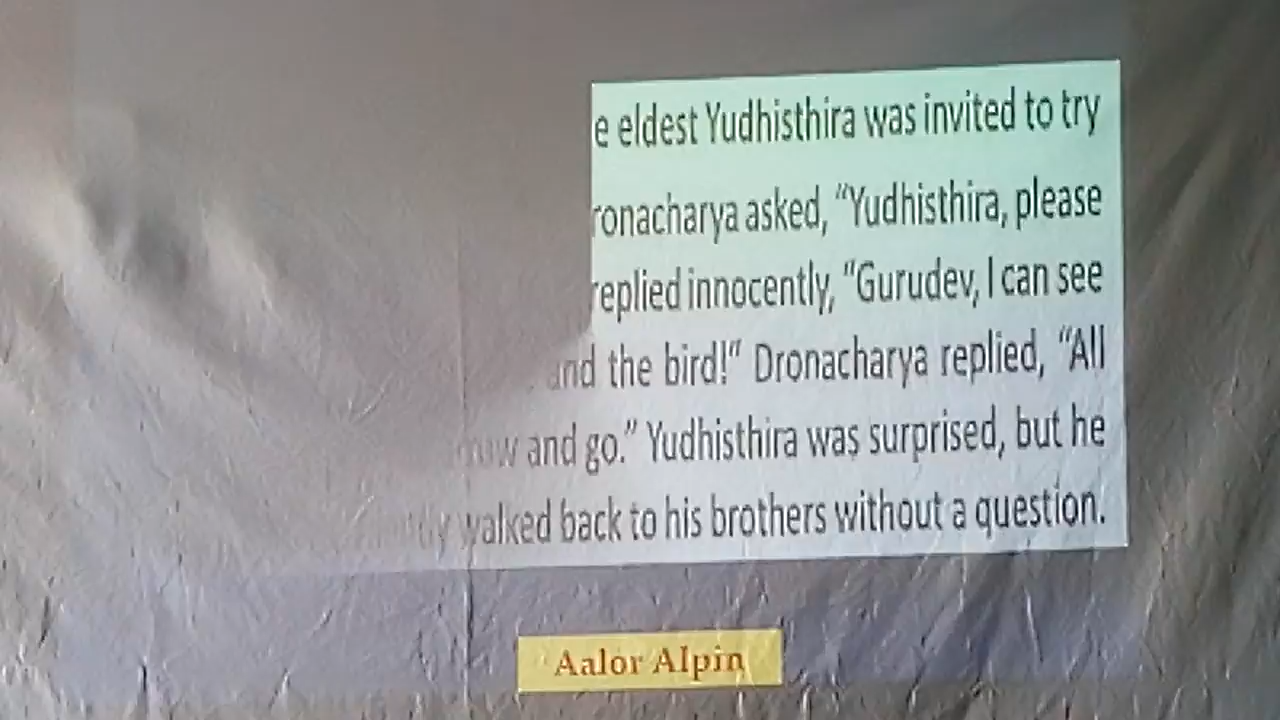 eldest Yudhisthira was invited to try
asked, “Yudhisthira, please
replied innocently, “Gurudev, I can see
and the bird!” Dronacharya replied, “All
and go.” Yudhisthira was surprised, but he
walked back to his brothers without a question.
Aalor Alpin